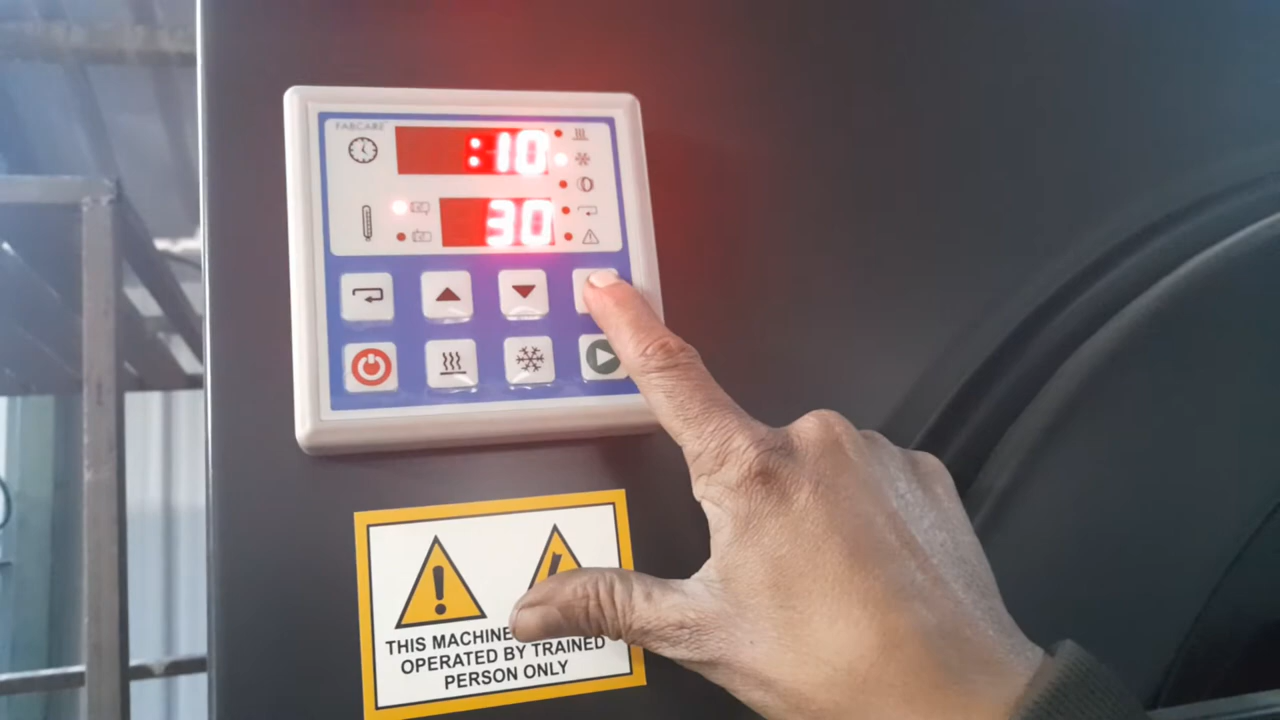 FABCARE
:10
30
THIS MACHINE
OPERATED BY TRAINED
PERSON ONLY